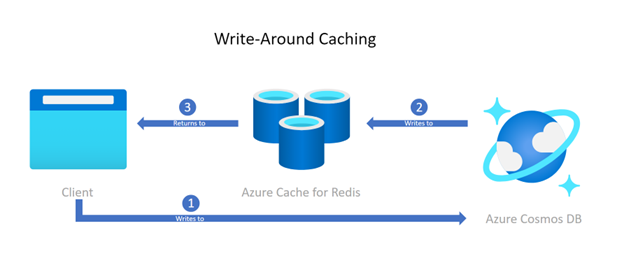 Write-Around Caching
3
Returns to
2
Writes to
Client
Azure Cache for Redis
1
Writes to
Azure Cosmos DB